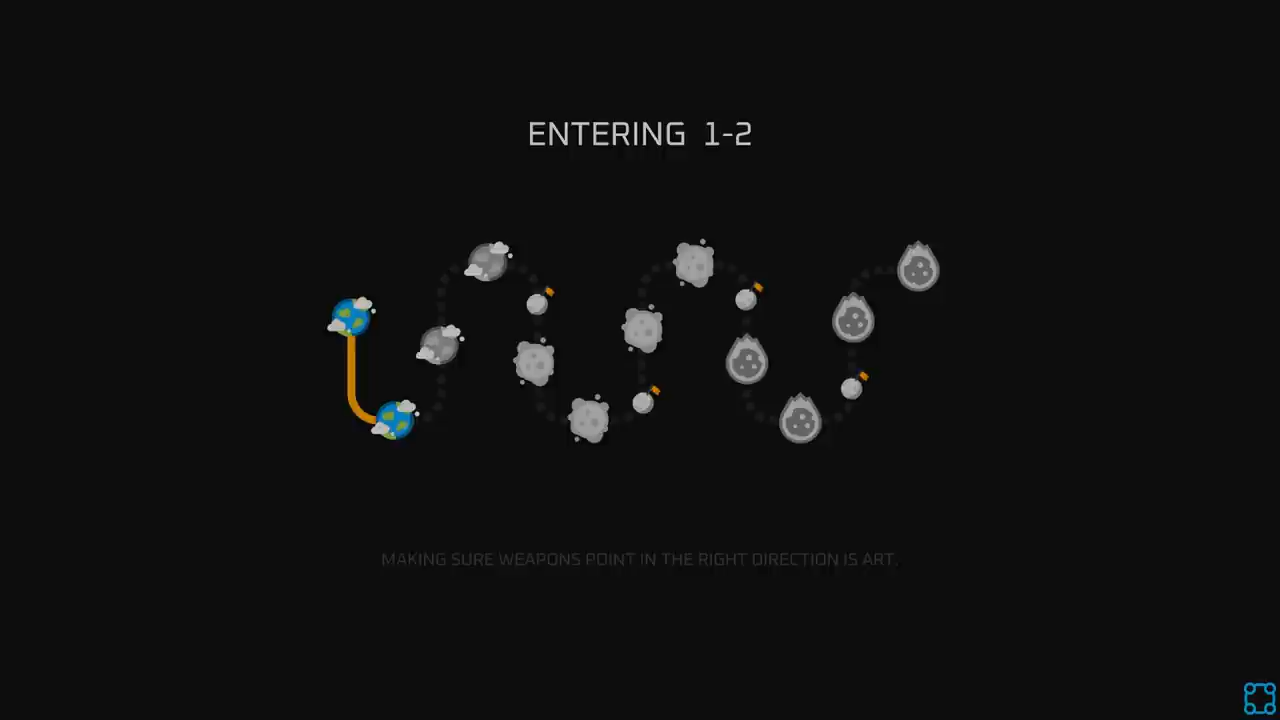 ENTERING 1-2
MAKING SURE WEAPONS POINT IN THE RIGHT DIRECTION IS ART.